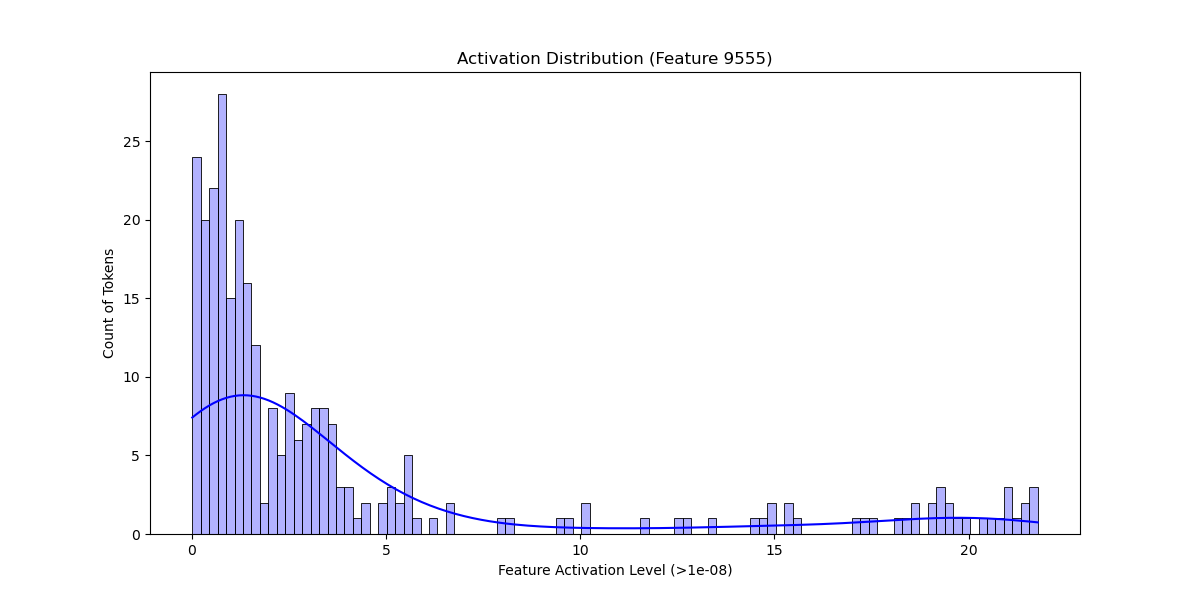 Activation Distribution (Feature 9555)
25
20
15
10
5
0
Count of Tokens
0 5 10 15 20
Feature Activation Level (>1e-08)